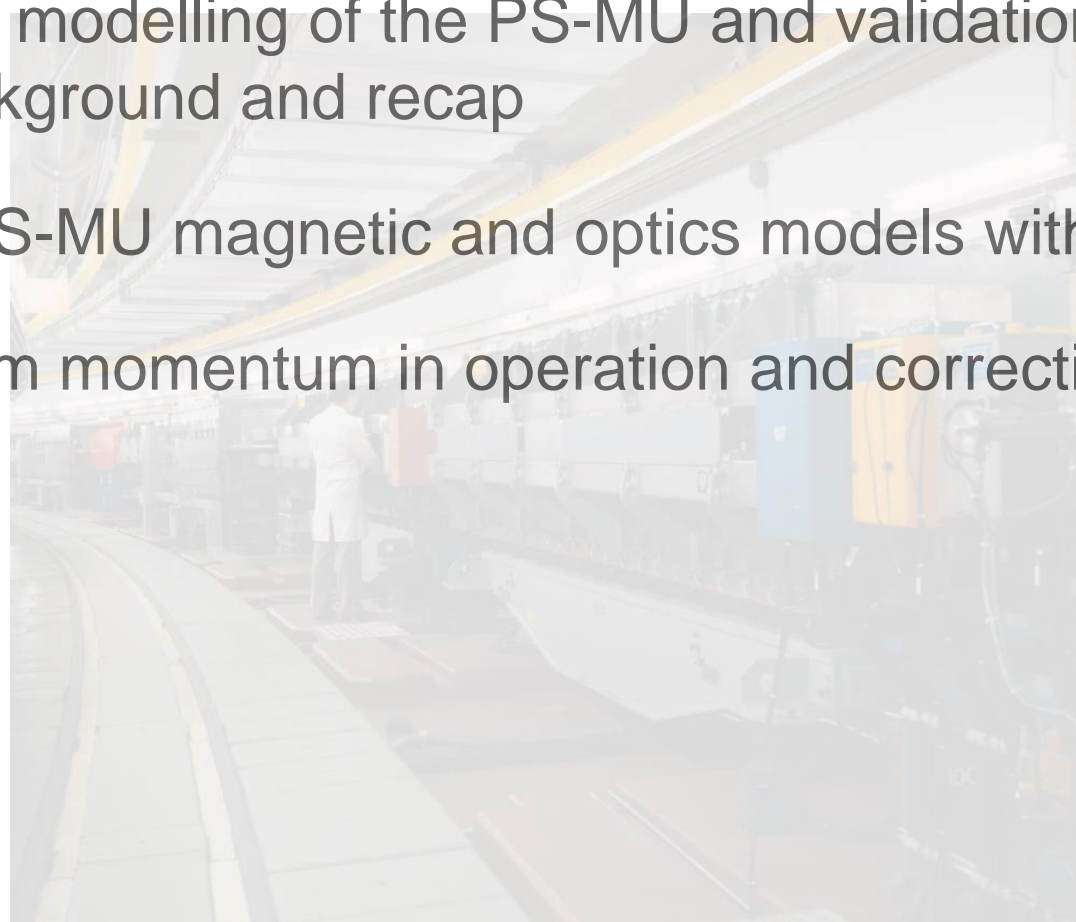 modelling of the PS-MU and validation
kground and recap
S-MU magnetic and optics models with
m momentum in operation and correcti